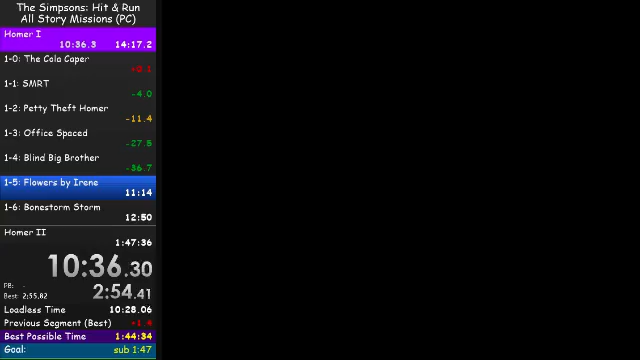 The Simpsons: Hit & Run
All Story Missions (PC)
Homer I
10:36.3 14:17.2
1-0: The Cola Caper
+0.1
1-1: SMRT
-4.0
1-2: Petty Theft Homer
-11.4
1-3: Office Spaced
-27.5
1-4: Blind Big Brother
-36.7
1-5: Flowers by Irene
11:14
1-6: Bonestorm Storm
12:50
Homer II
1:47:36
10:36.30
PB: -
Best: 2:55.02 2:54.41
Loadless Time 10:28.06
Previous Segment (Best) +1.4
Best Possible Time 1:44:34
Goal: sub 1:47